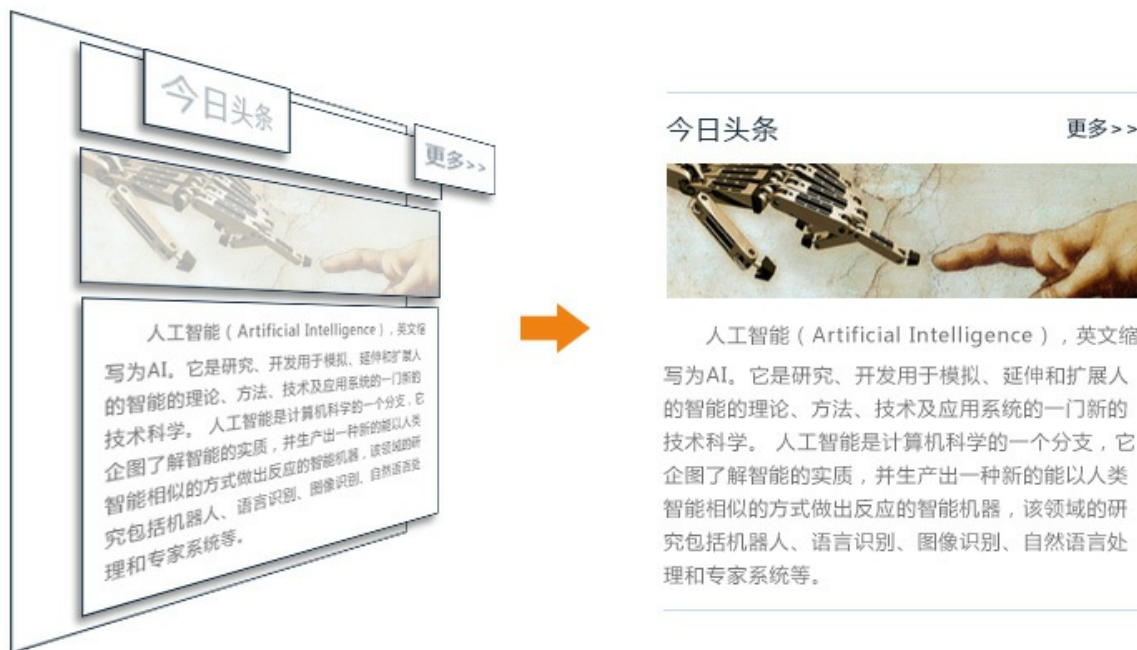 今日头条
更多>>
人工智能（Artificial Intelligence），英文缩
写为AI。它是研究、开发用于模拟、延伸和扩展人
的智能的理论、方法、技术及应用系统的一门新的
技术科学。 人工智能是计算机科学的一个分支，它
企图了解智能的实质，并生产出一种新的能以人类
智能相似的方式做出反应的智能机器，该领域的研
究包括机器人、语言识别、图像识别、自然语言处
理和专家系统等。
今日头条
更多>>
人工智能（Artificial Intelligence），英文缩
写为AI。它是研究、开发用于模拟、延伸和扩展人
的智能的理论、方法、技术及应用系统的一门新的
技术科学。 人工智能是计算机科学的一个分支，它
企图了解智能的实质，并生产出一种新的能以人类
智能相似的方式做出反应的智能机器，该领域的研
究包括机器人、语言识别、图像识别、自然语言处
理和专家系统等。